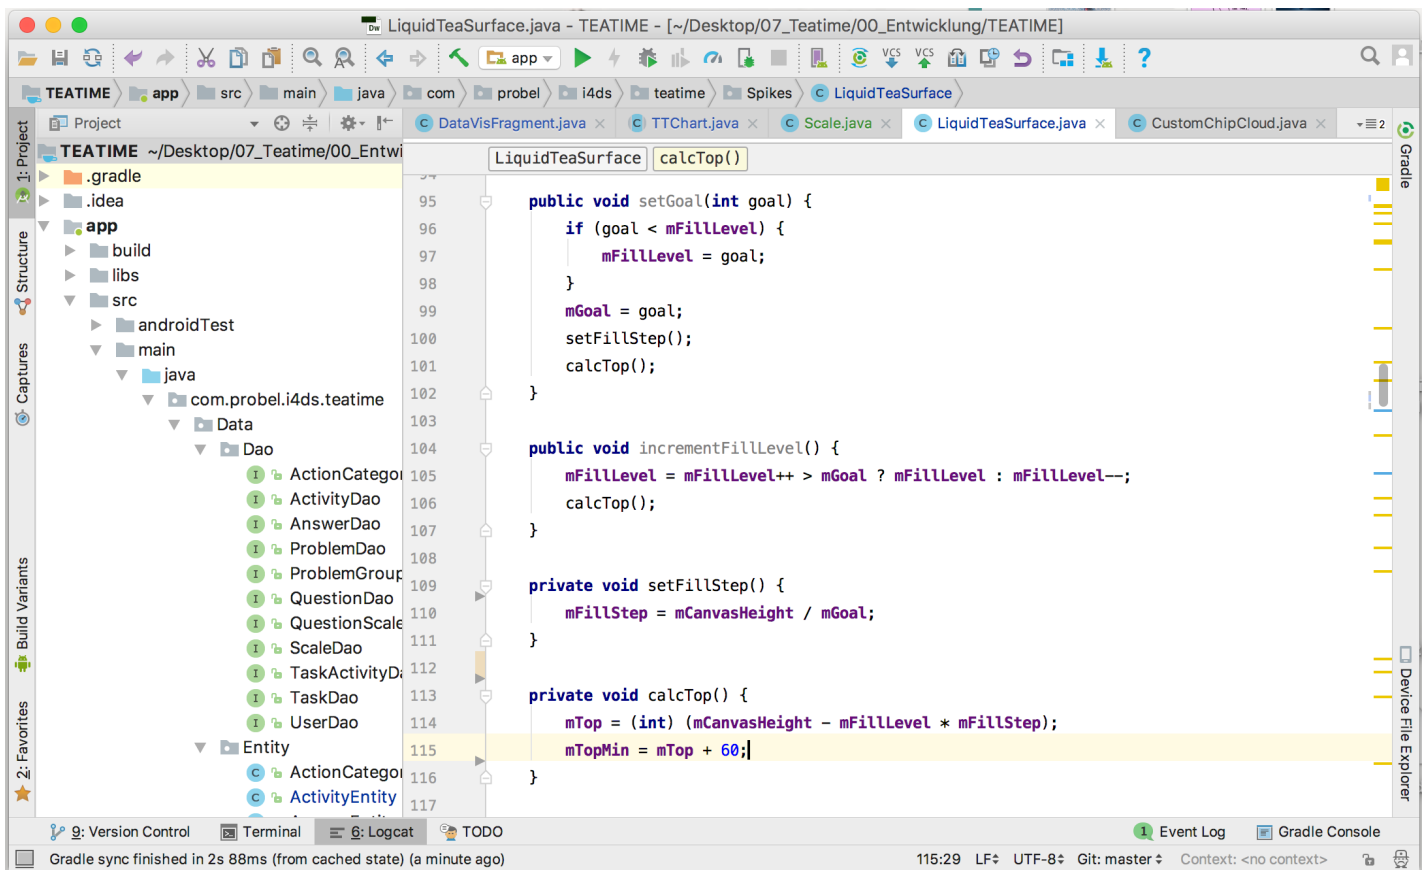 LiquidTeaSurface.java - TEATIME - [~/Desktop/07_Teatime/00_Entwicklung/TEATIME]
app
VCS VCS
TEATIME app src main java com probel i4ds teatime Spikes LiquidTeaSurface
Project
DataVisFragment.java TTChart.java Scale.java LiquidTeaSurface.java CustomChipCloud.java 2
1: Project
Structure
Captures
Build Variants
2: Favorites
TEATIME ~/Desktop/07_Teatime/00_Entwi
.gradle
.idea
app
build
libs
src
androidTest
main
java
com.probel.i4ds.teatime
Data
Dao
ActionCategor
ActivityDao
AnswerDao
ProblemDao
ProblemGroup
QuestionDao
QuestionScale
ScaleDao
TaskActivityDa
TaskDao
UserDao
Entity
ActionCategor
ActivityEntity
LiquidTeaSurface calcTop()
94
95 public void setGoal(int goal) {
96 if (goal < mFillLevel) {
97 mFillLevel = goal;
98 }
99 mGoal = goal;
100 setFillStep();
101 calcTop();
102 }
103
104 public void incrementFillLevel() {
105 mFillLevel = mFillLevel++ > mGoal ? mFillLevel : mFillLevel--;
106 calcTop();
107 }
108
109 private void setFillStep() {
110 mFillStep = mCanvasHeight / mGoal;
111 }
112
113 private void calcTop() {
114 mTop = (int) (mCanvasHeight - mFillLevel * mFillStep);
115 mTopMin = mTop + 60;
116 }
117
Gradle
Device File Explorer
9: Version Control Terminal 6: Logcat TODO 1 Event Log Gradle Console
Gradle sync finished in 2s 88ms (from cached state) (a minute ago) 115:29 LF UTF-8 Git: master Context: <no context>